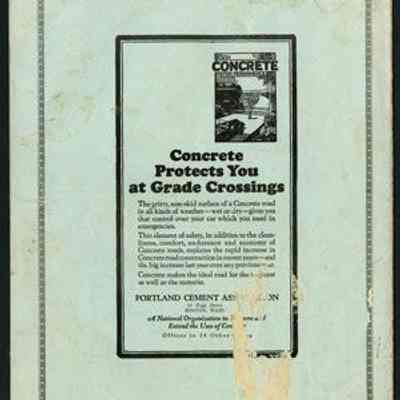 CONCRETE
Concrete
Protects You
at Grade Crossings
The gritty, non-skid surface of a Concrete road
in all kinds of weather—wet or dry—gives you
that control over your car which you need in
emergencies.
This element of safety, in addition to the clean-
liness, comfort, endurance and economy of
Concrete roads, explains the rapid increase in
Concrete road construction in recent years—and
the big increase last year over any previous
Concrete makes the ideal road for the
as well as the motorist.
PORTLAND CEMENT ASS ON
BOSTON, MASS.
A National Organization to and
Extend the Uses of Con
Offices in Other